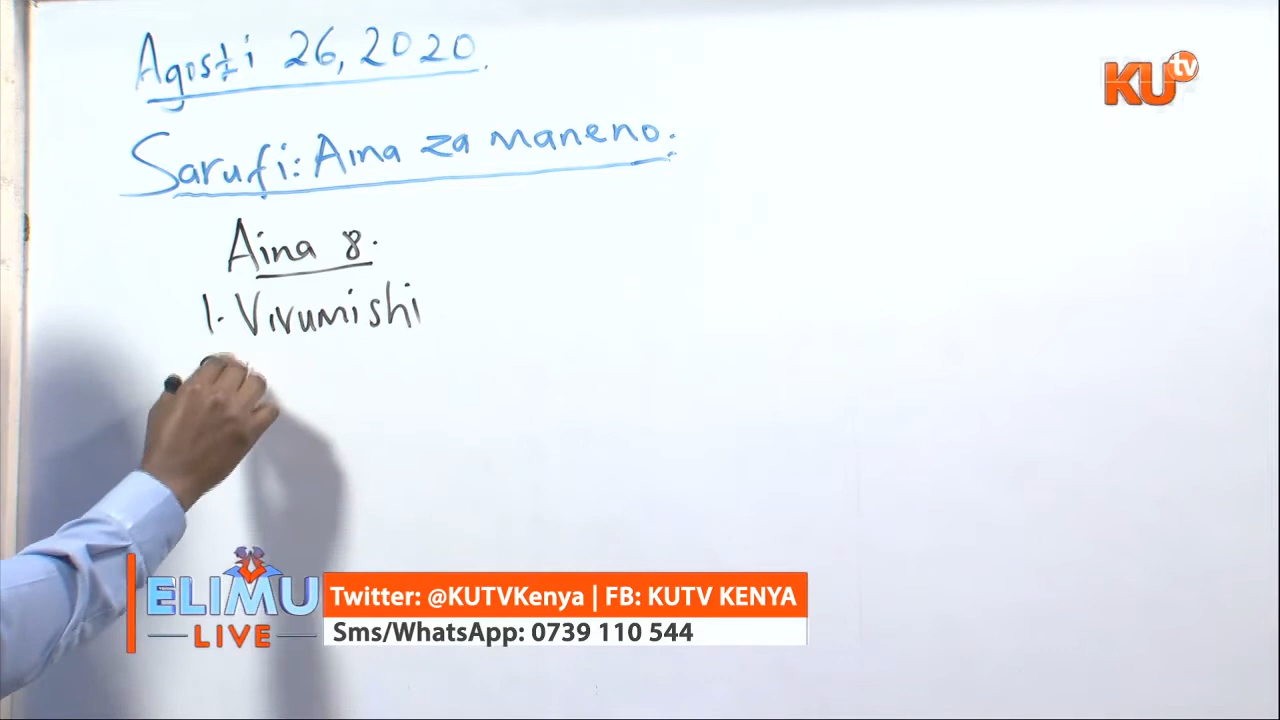 Agosti 26, 2020.
KU tv
Sarufi: Aina za maneno.
Aina 8.
1. Virumishi
ELIMU
LIVE
Twitter: @KUTVKenya | FB: KUTV KENYA
Sms/WhatsApp: 0739 110 544